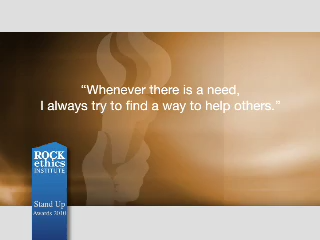 “Whenever there is a need,
I always try to find a way to help others.”
ROCK
ethics
INSTITUTE
Stand Up
Awards 2010